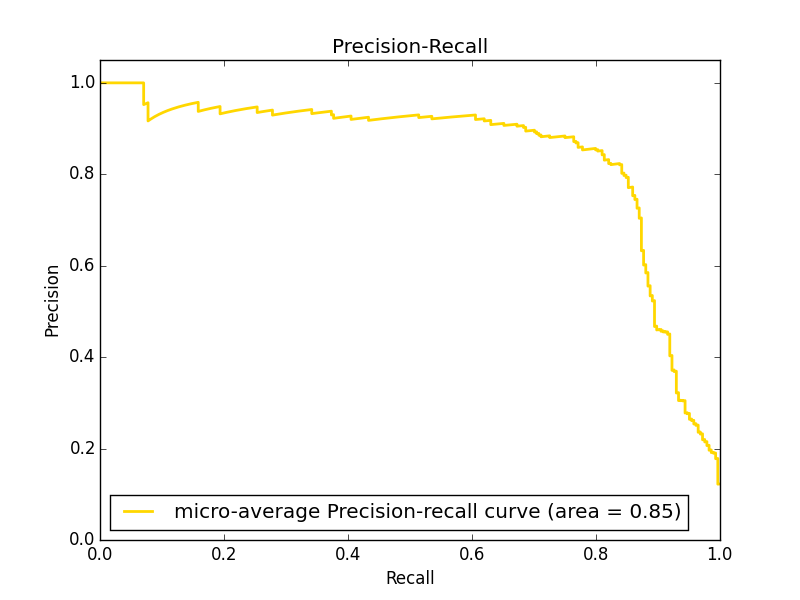 Precision-Recall
1.0
0.8
0.6
0.4
0.2
0.0
Precision
micro-average Precision-recall curve (area = 0.85)
0.0 0.2 0.4 0.6 0.8 1.0
Recall